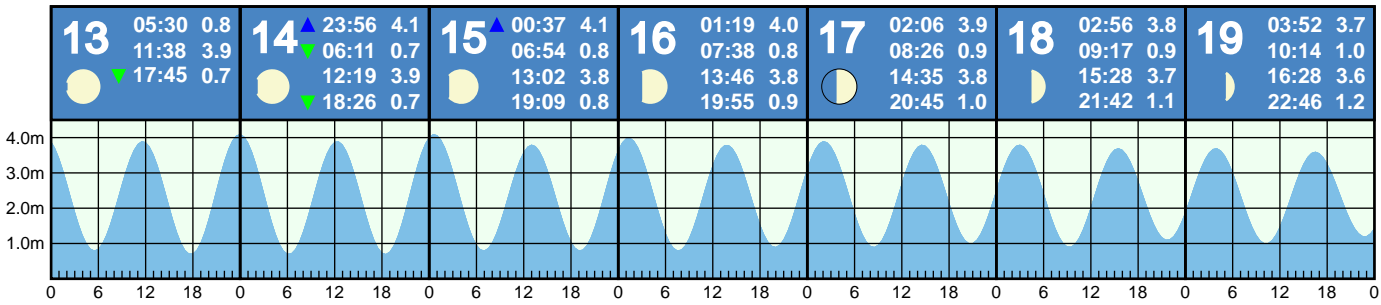 13
05:30 0.8
11:38 3.9
▼ 17:45 0.7
14
▲ 23:56 4.1
▼ 06:11 0.7
12:19 3.9
▼ 18:26 0.7
15
▲ 00:37 4.1
06:54 0.8
13:02 3.8
19:09 0.8
16
01:19 4.0
07:38 0.8
13:46 3.8
19:55 0.9
17
02:06 3.9
08:26 0.9
14:35 3.8
20:45 1.0
18
02:56 3.8
09:17 0.9
15:28 3.7
21:42 1.1
19
03:52 3.7
10:14 1.0
16:28 3.6
22:46 1.2
4.0m
3.0m
2.0m
1.0m
0 6 12 18 0 6 12 18 0 6 12 18 0 6 12 18 0 6 12 18 0 6 12 18 0 6 12 18 0